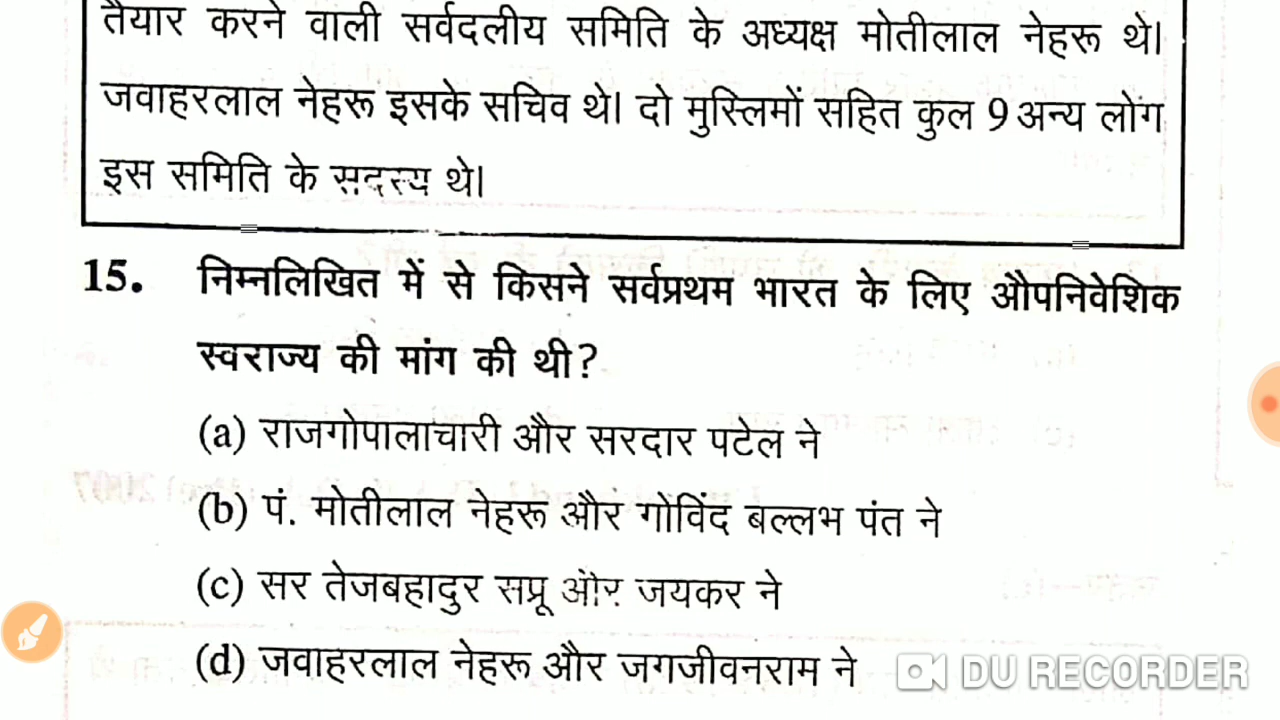 तैयार करने वाली सर्वदलीय समिति के अध्यक्ष मोतीलाल नेहरू थे।
जवाहरलाल नेहरू इसके सचिव थे। दो मुस्लिमों सहित कुल 9 अन्य लोग
इस समिति के सदस्य थे।
15. निम्नलिखित में से किसने सर्वप्रथम भारत के लिए औपनिवेशिक
स्वराज्य की मांग की थी?
(a) राजगोपालाचारी और सरदार पटेल ने
(b) पं. मोतीलाल नेहरू और गोविंद बल्लभ पंत ने
(c) सर तेजबहादुर सप्रू और जयकर ने
(d) जवाहरलाल नेहरू और जगजीवनराम ने
DU RECORDER